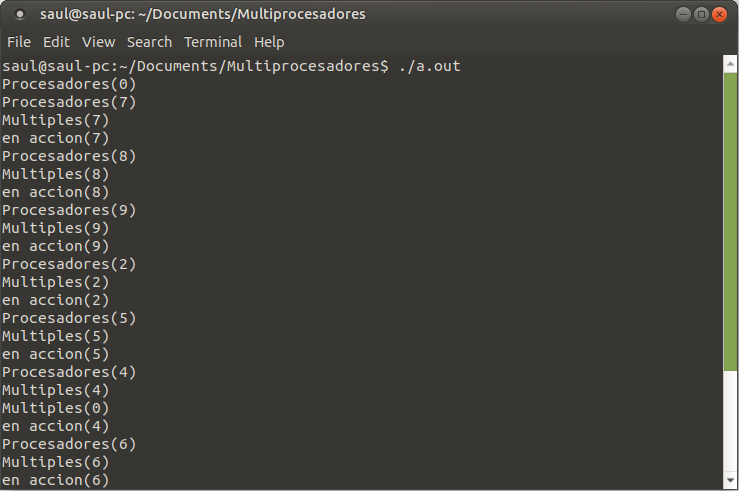 saul@saul-pc: ~/Documents/Multiprocesadores
File Edit View Search Terminal Help
saul@saul-pc:~/Documents/Multiprocesadores$ ./a.out
Procesadores(0)
Procesadores(7)
Multiples(7)
en accion(7)
Procesadores(8)
Multiples(8)
en accion(8)
Procesadores(9)
Multiples(9)
en accion(9)
Procesadores(2)
Multiples(2)
en accion(2)
Procesadores(5)
Multiples(5)
en accion(5)
Procesadores(4)
Multiples(4)
Multiples(0)
en accion(4)
Procesadores(6)
Multiples(6)
en accion(6)